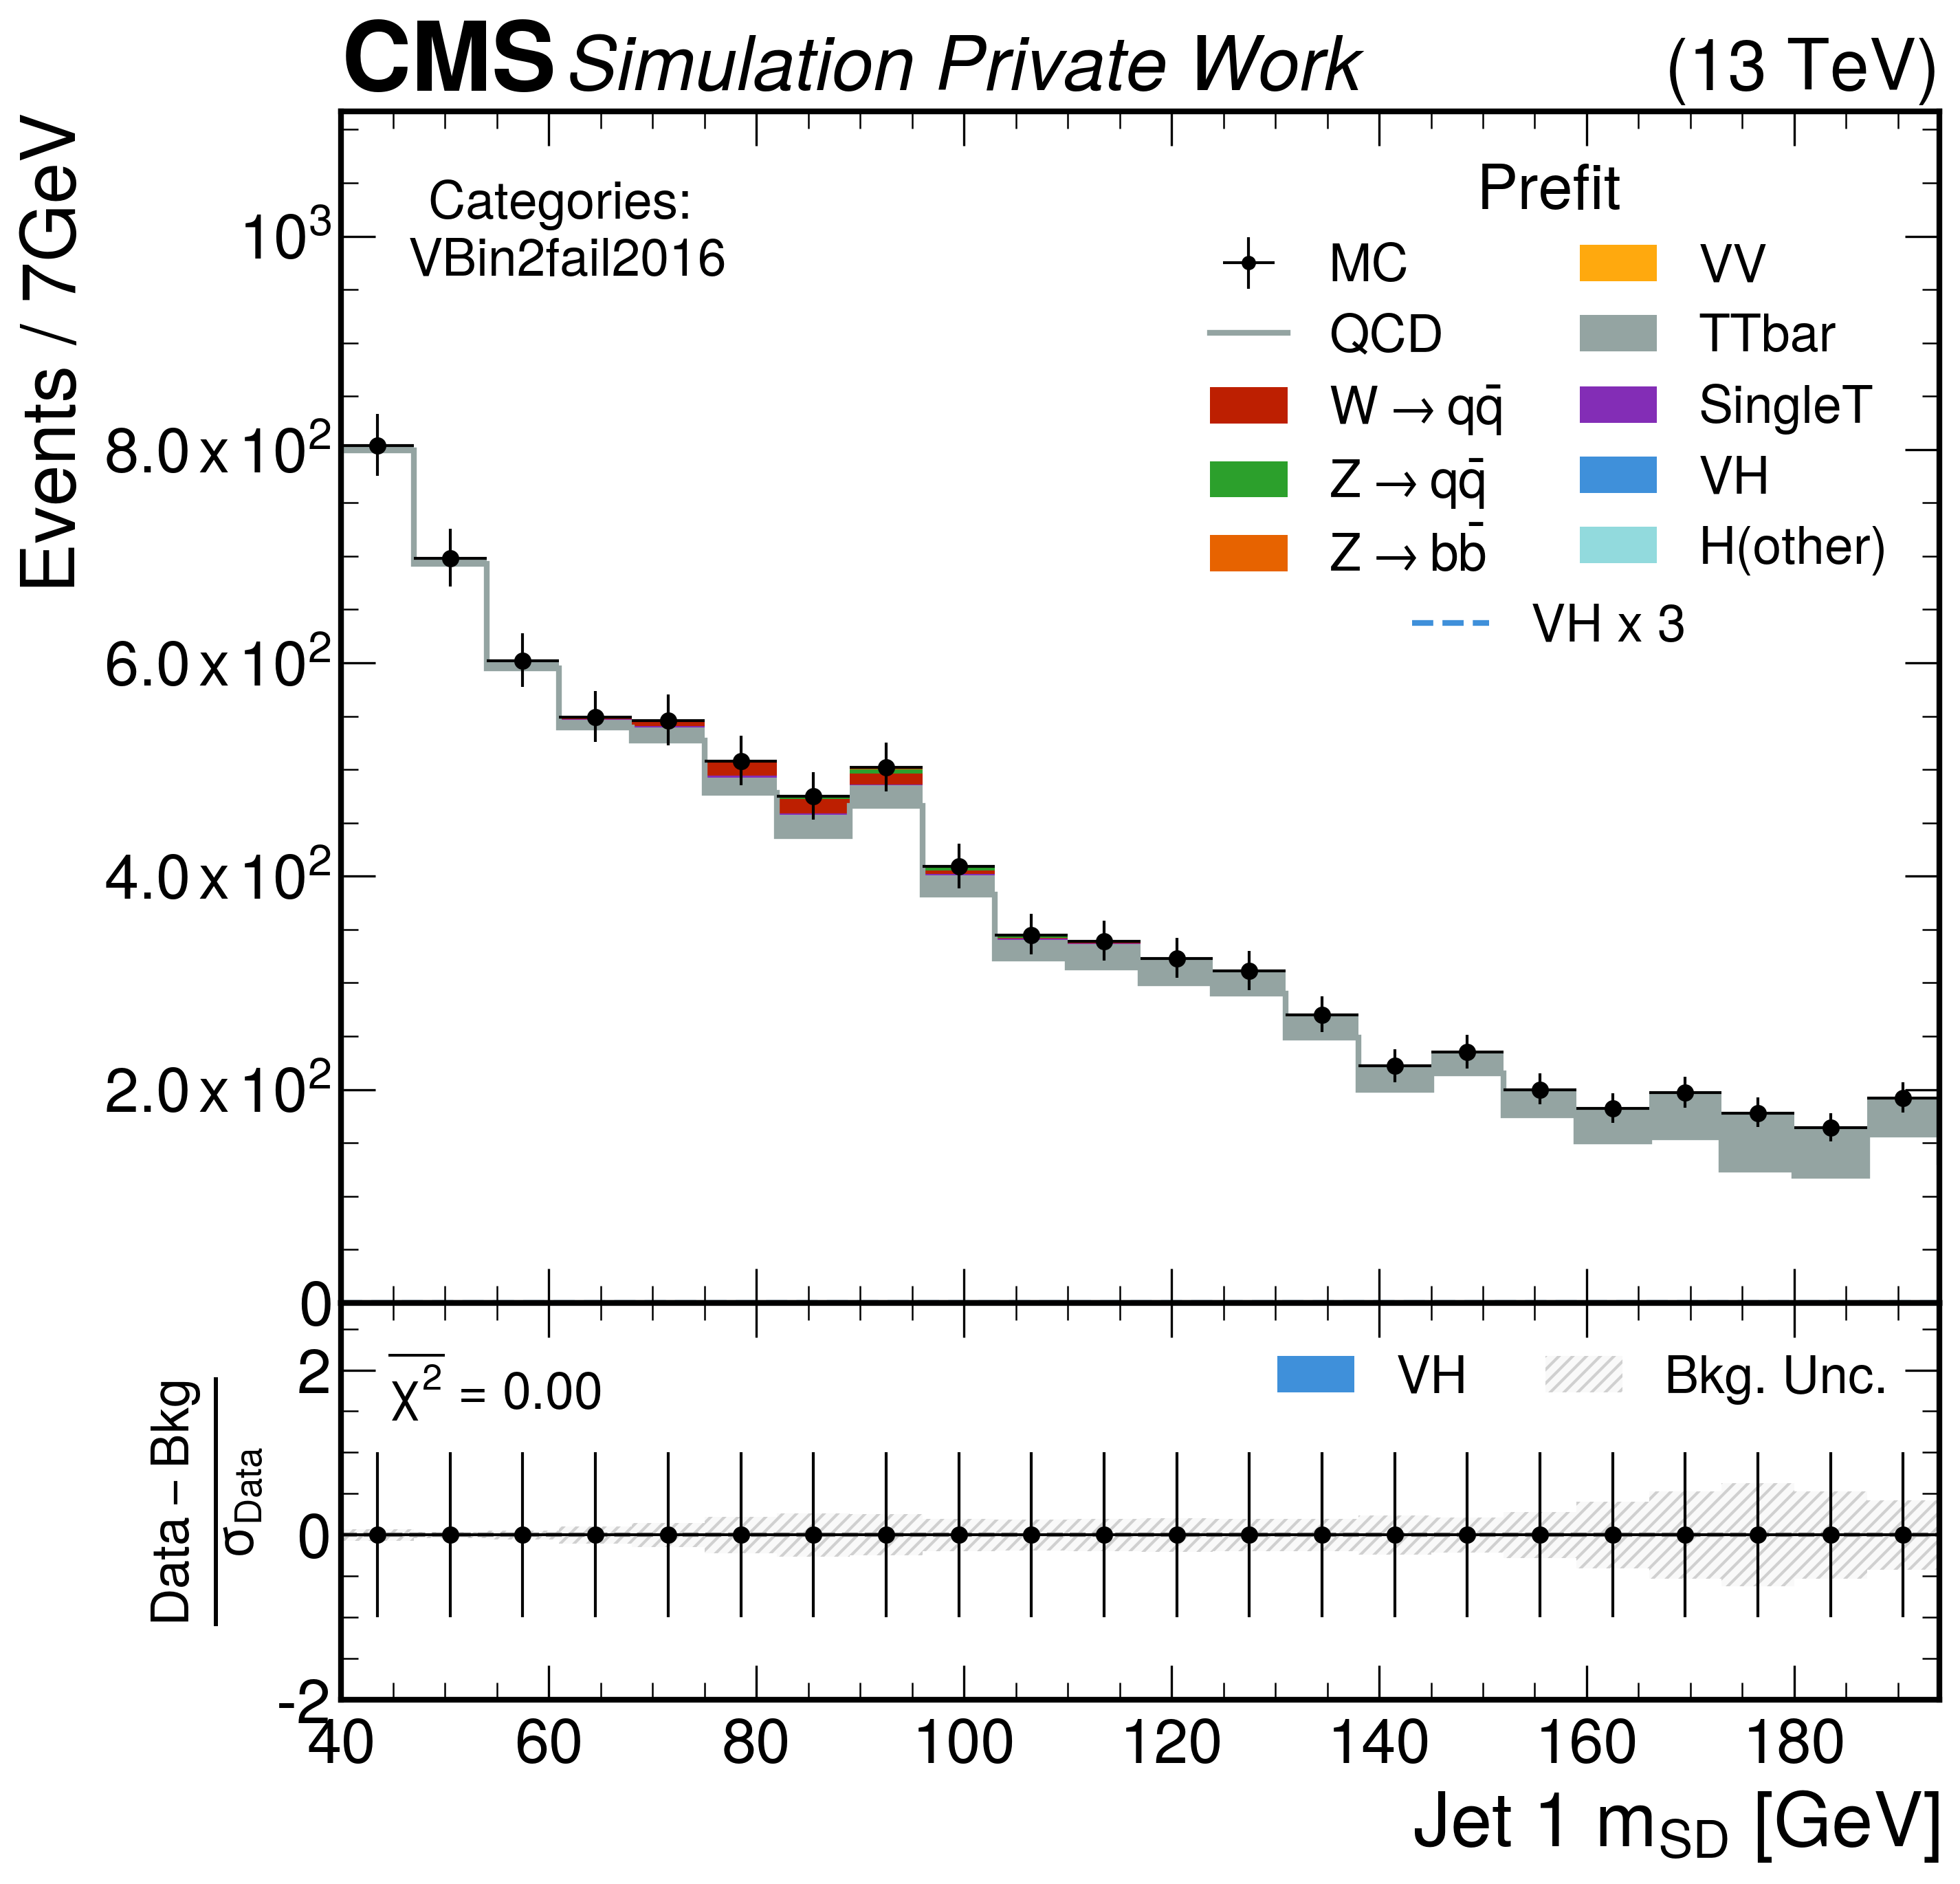 CMS Simulation Private Work (13 TeV)
Events / 7GeV
Categories:
VBin2fail2016
Prefit
MC
QCD
W → qq̄
Z → qq̄
Z → bb̄
VV
TTbar
SingleT
VH
H(other)
VH x 3
10³
8.0 x 10²
6.0 x 10²
4.0 x 10²
2.0 x 10²
0
Data – Bkg
σData
2
0
-2
χ² = 0.00
VH
Bkg. Unc.
40 60 80 100 120 140 160 180
Jet 1 mSD [GeV]